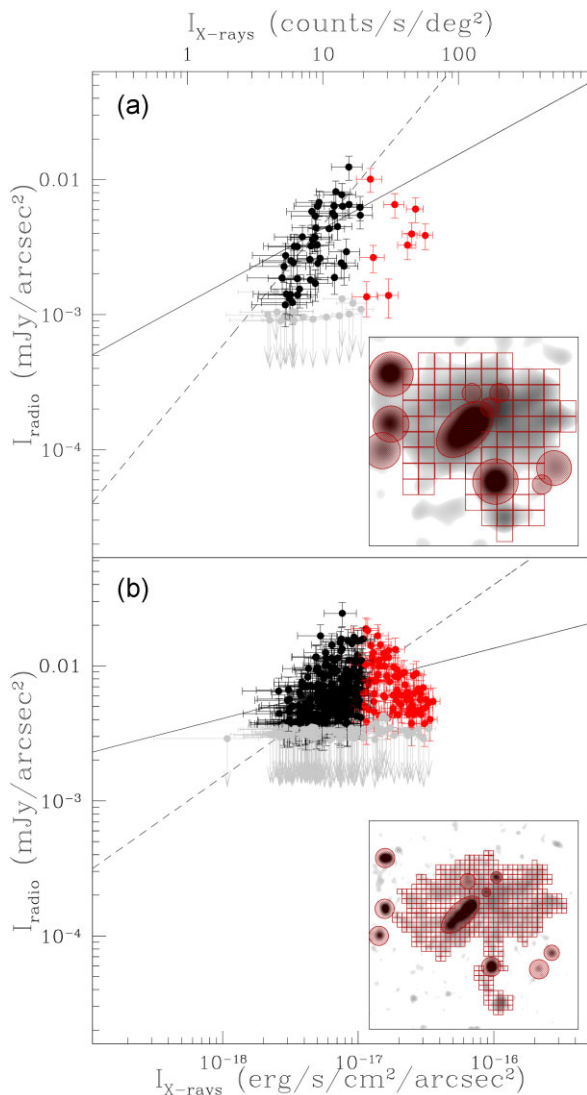 I_X-rays (counts/s/deg²)
1 10 100
(a)
0.01
10⁻³
10⁻⁴
I_radio (mJy/arcsec²)
(b)
0.01
10⁻³
10⁻⁴
I_radio (mJy/arcsec²)
10⁻¹⁸ 10⁻¹⁷ 10⁻¹⁶
I_X-rays (erg/s/cm²/arcsec²)